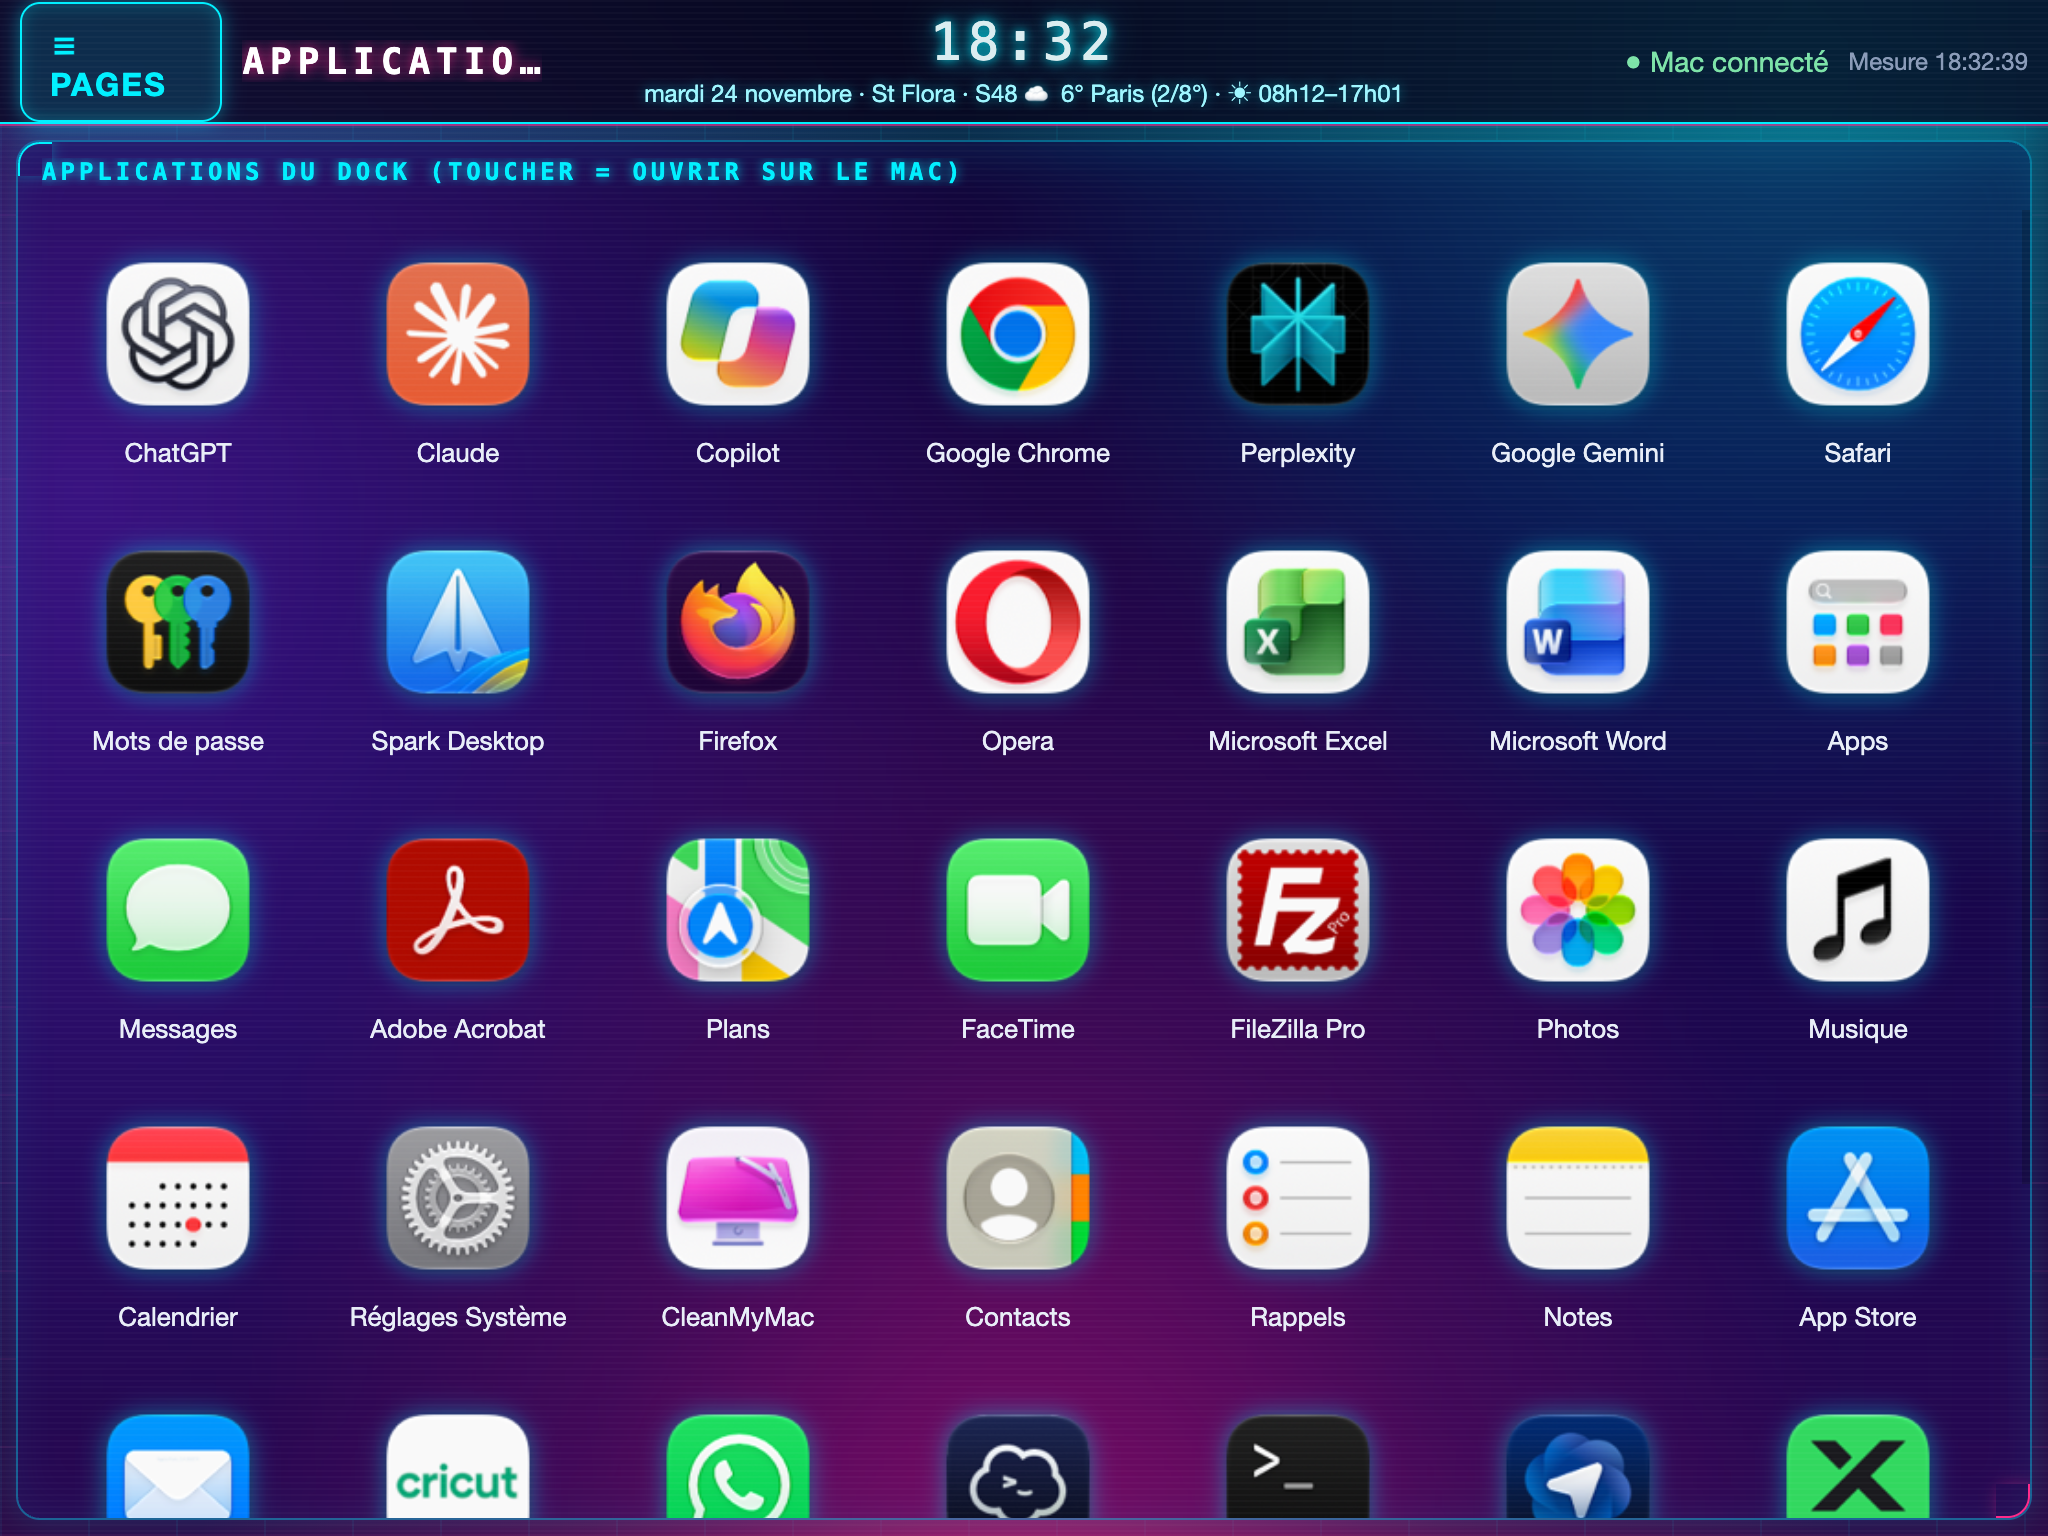 18:32
≡
PAGES
APPLICATIO…
mardi 24 novembre · St Flora · S48 ☁️ 6° Paris (2/8°) · ☀ 08h12–17h01
● Mac connecté Mesure 18:32:39
APPLICATIONS DU DOCK (TOUCHER = OUVRIR SUR LE MAC)
ChatGPT Claude Copilot Google Chrome Perplexity Google Gemini Safari
X W
Mots de passe Spark Desktop Firefox Opera Microsoft Excel Microsoft Word Apps
Fz Pro
Messages Adobe Acrobat Plans FaceTime FileZilla Pro Photos Musique
Calendrier Réglages Système CleanMyMac Contacts Rappels Notes App Store
cricut >_ >_ X